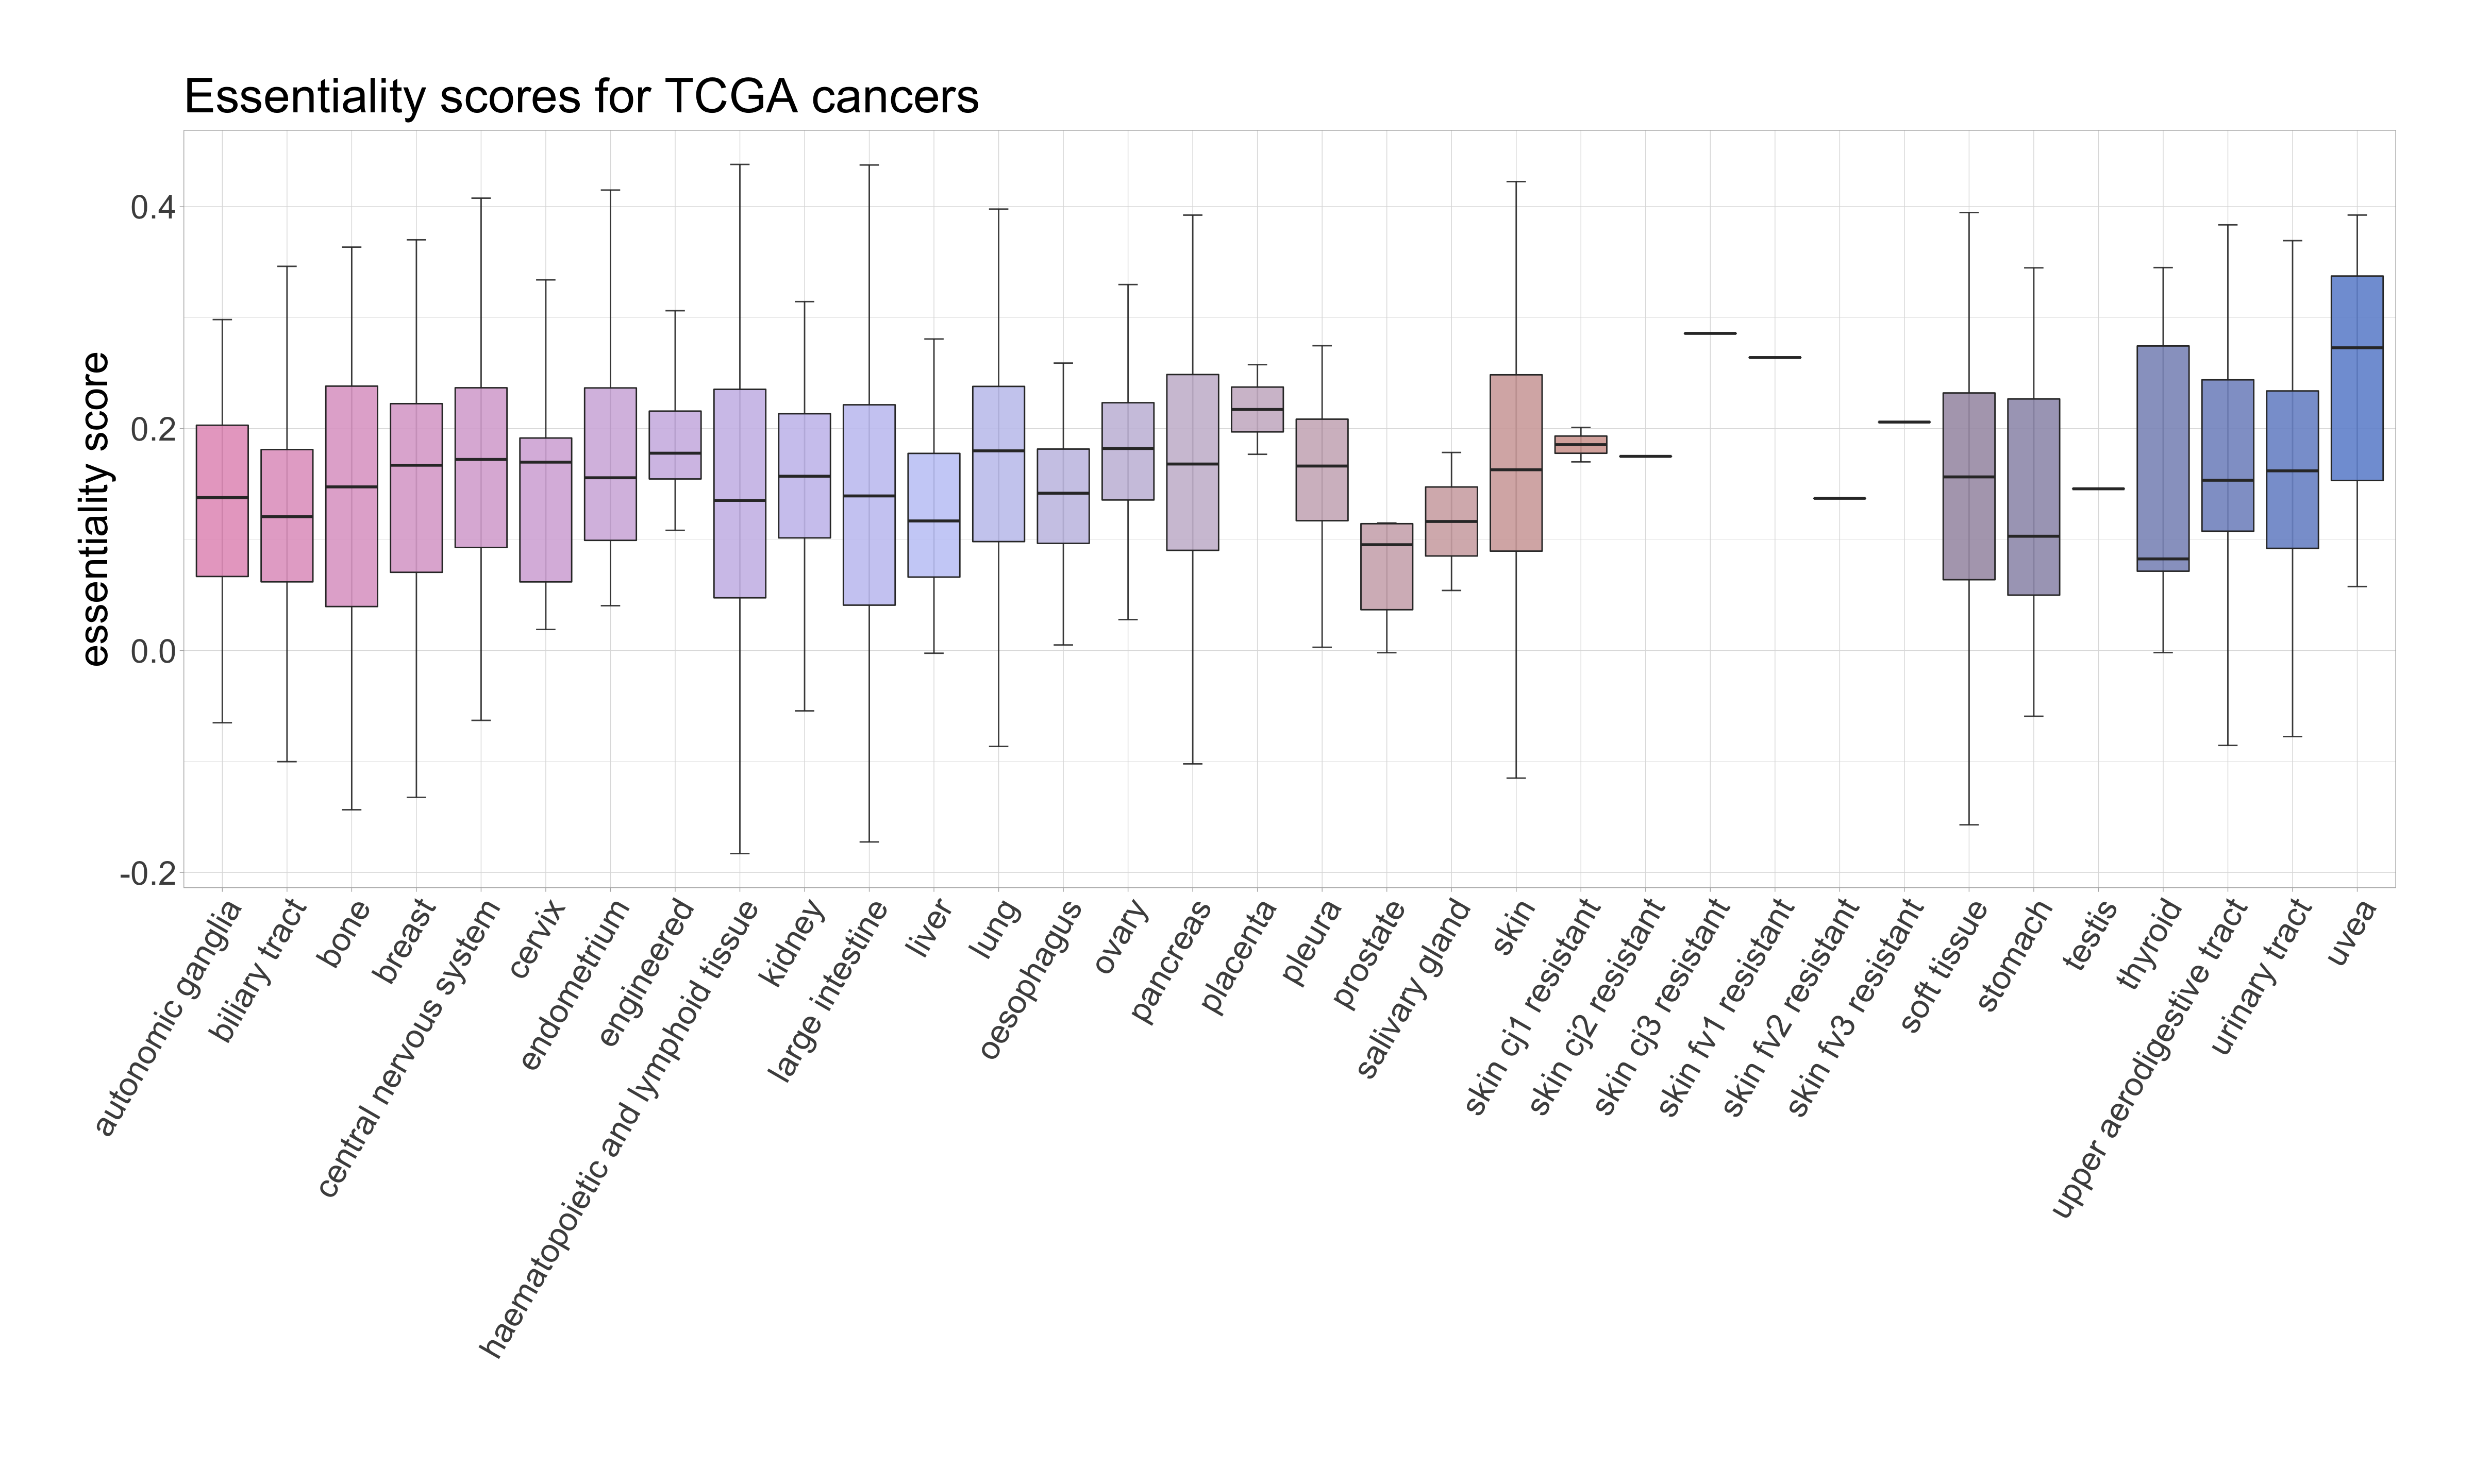 Essentiality scores for TCGA cancers
essentiality score
0.4
0.2
0.0
-0.2
autonomic ganglia
biliary tract
bone
breast
central nervous system
cervix
endometrium
engineered
haematopoietic and lymphoid tissue
kidney
large intestine
liver
lung
oesophagus
ovary
pancreas
placenta
pleura
prostate
salivary gland
skin
skin cj1 resistant
skin cj2 resistant
skin cj3 resistant
skin fv1 resistant
skin fv2 resistant
skin fv3 resistant
soft tissue
stomach
testis
thyroid
upper aerodigestive tract
urinary tract
uvea